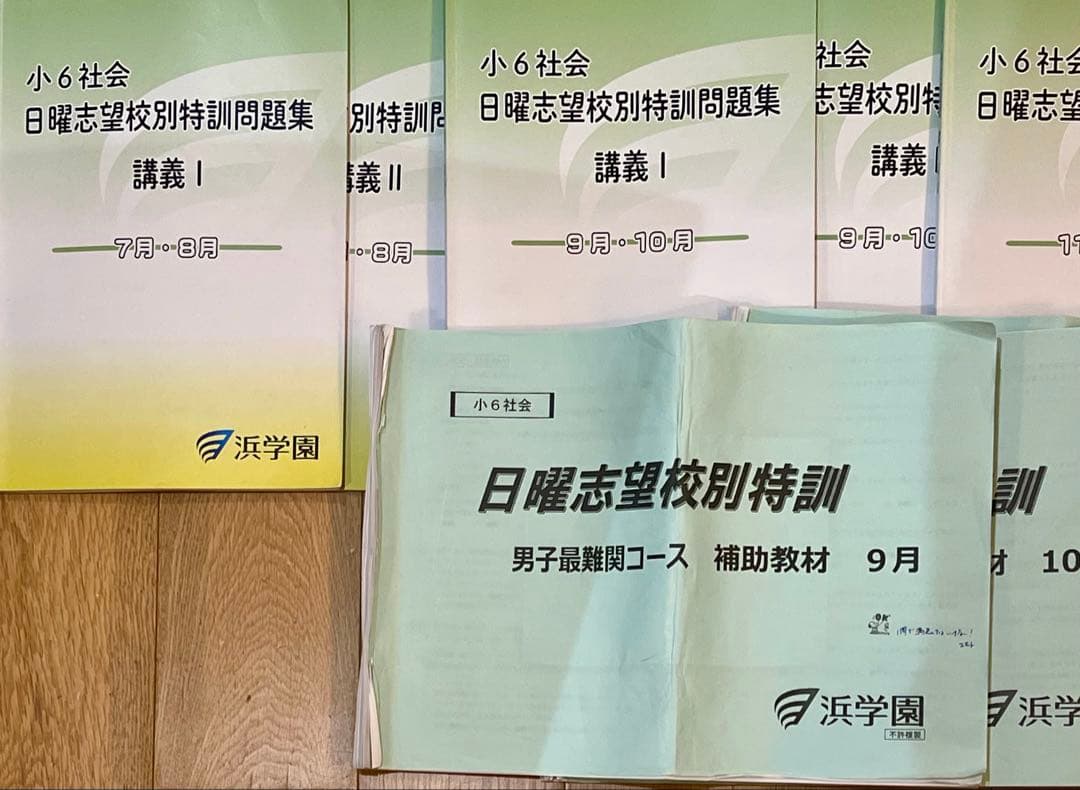 小6社会
日曜志望校別特訓問題集
講義Ⅰ
7月・8月
浜学園
別特訓
講義Ⅱ
・8月
小6社会
日曜志望校別特訓問題集
講義Ⅰ
9月・10月
社会
志望校別特
講義
9月・10
小6社会
日曜志望
11
小6社会
日曜志望校別特訓
男子最難関コース 補助教材 9月
OK
浜学園
不許複製
訓
材 10
浜学